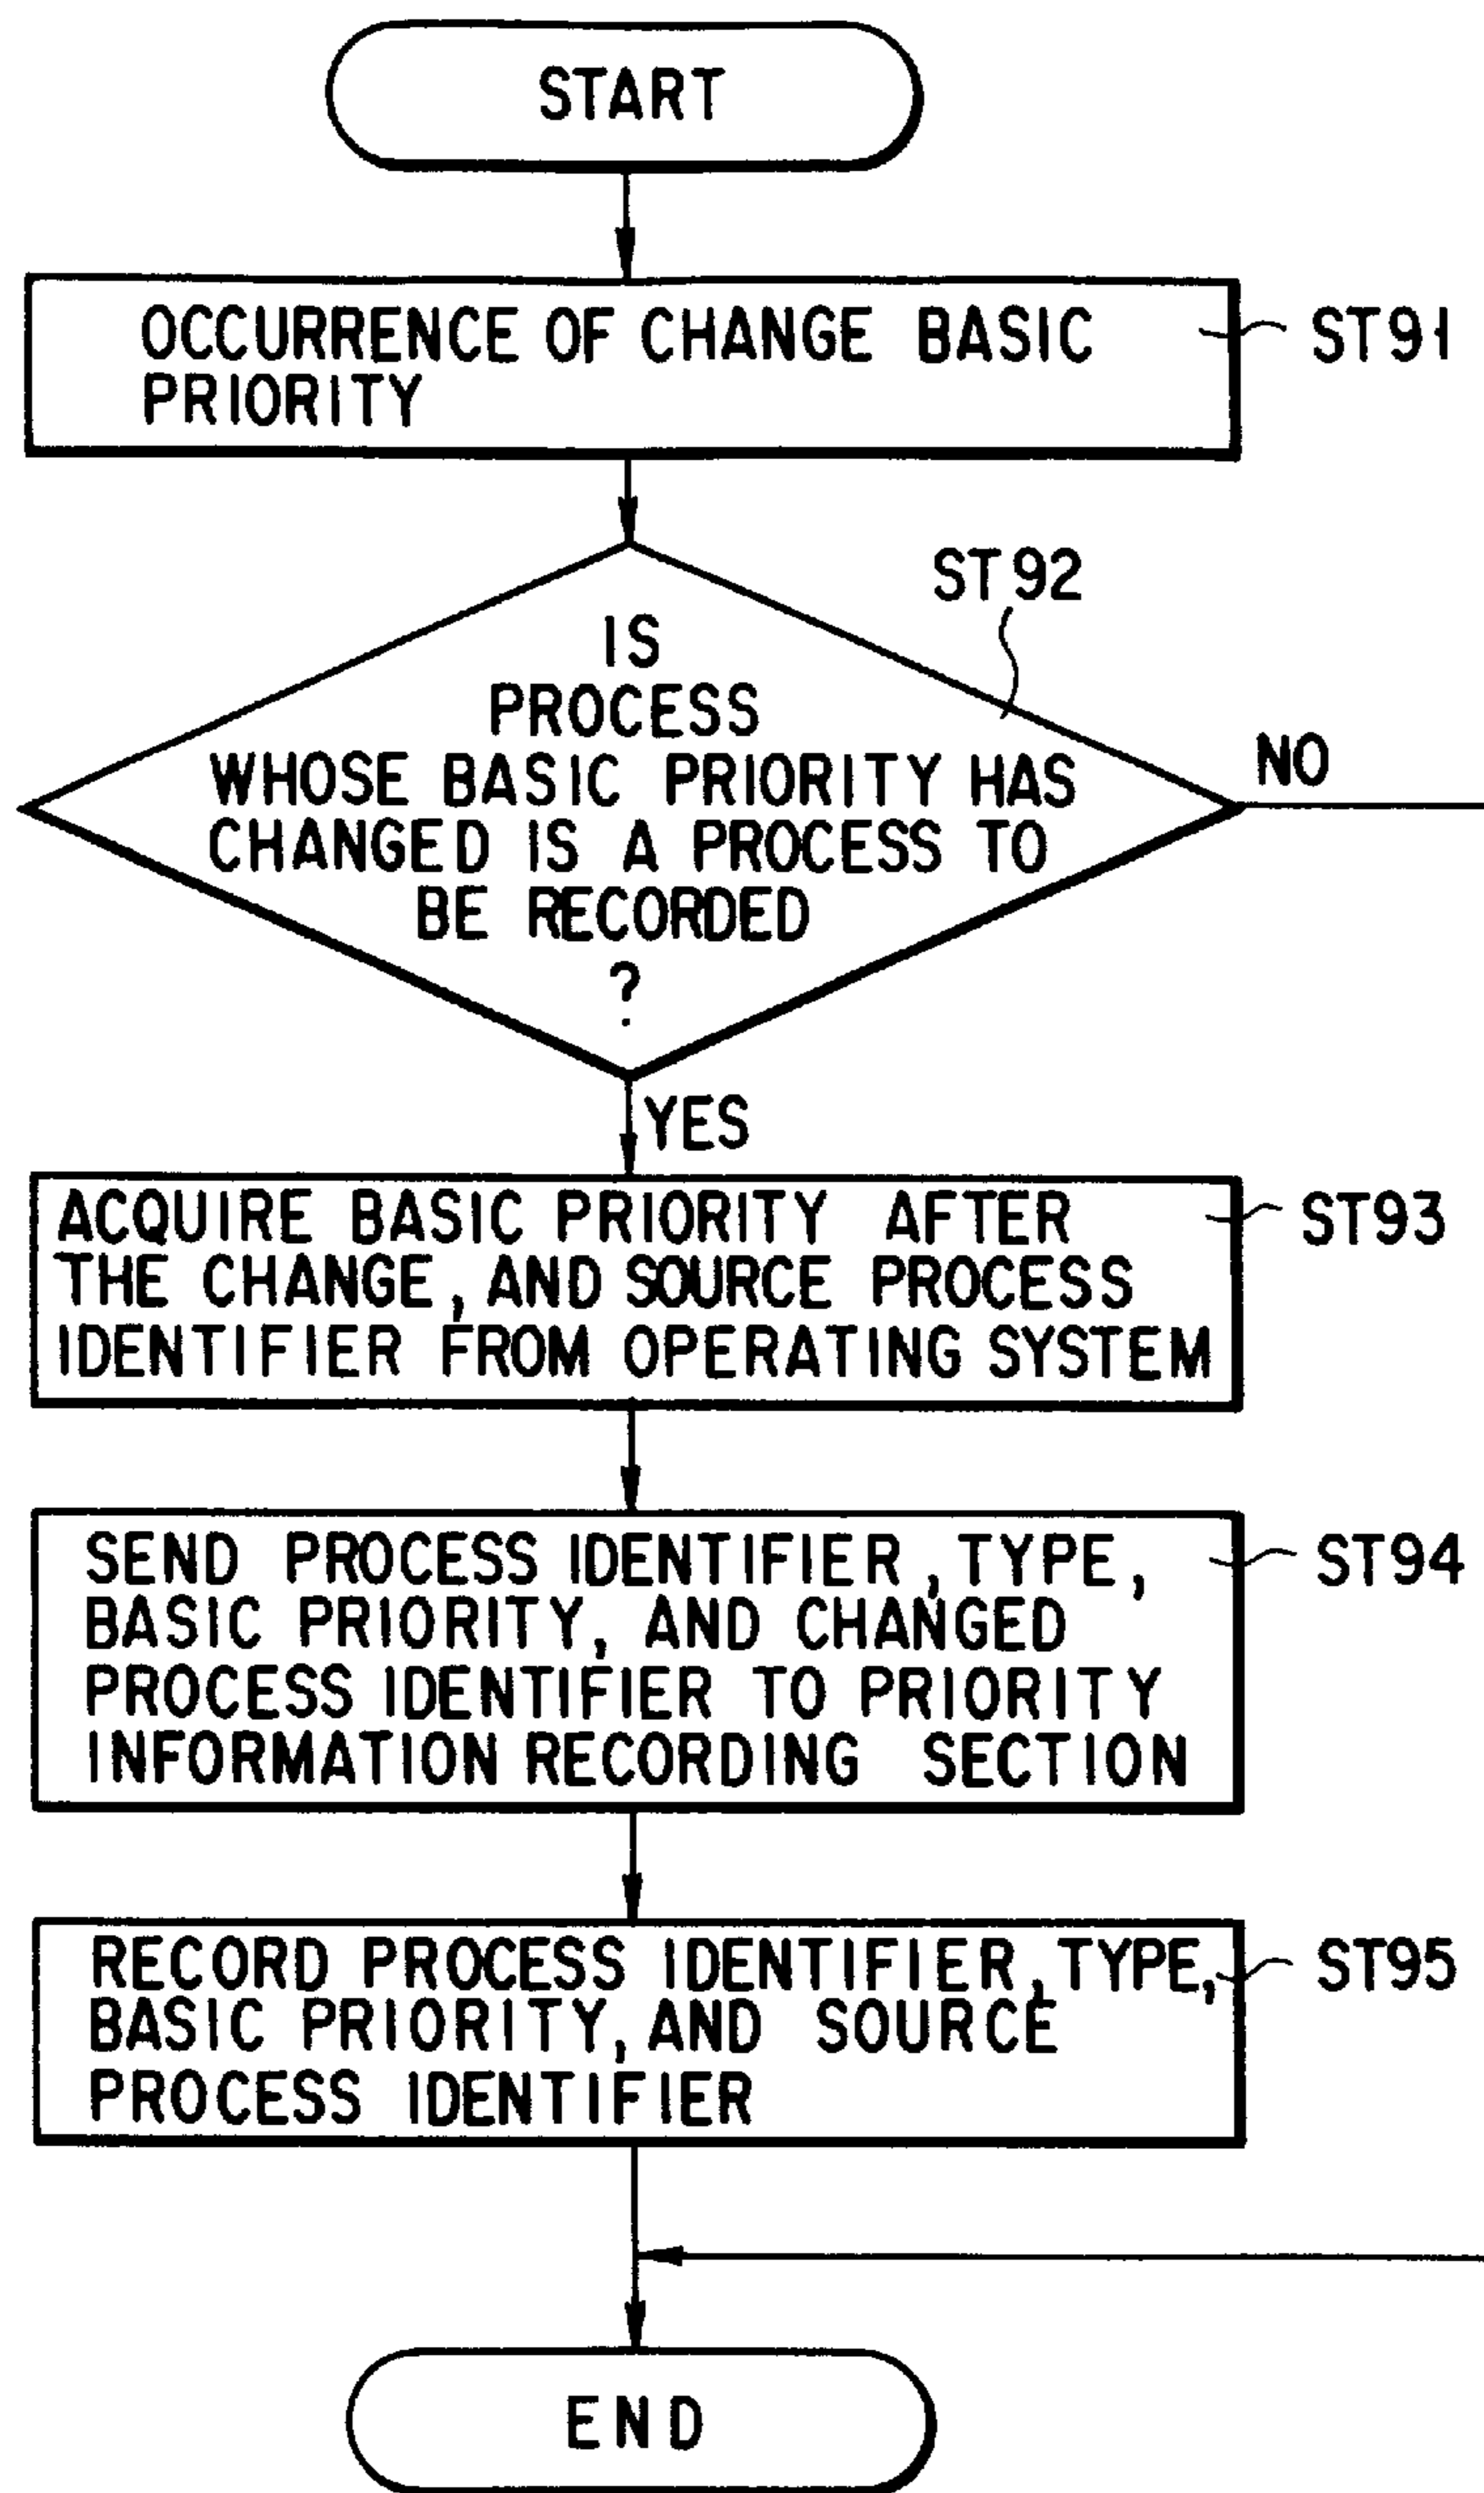 START
OCCURRENCE OF CHANGE BASIC
PRIORITY
ST91
ST92
IS
PROCESS
WHOSE BASIC PRIORITY HAS
CHANGED IS A PROCESS TO
BE RECORDED
?
NO
YES
ACQUIRE BASIC PRIORITY AFTER
THE CHANGE, AND SOURCE PROCESS
IDENTIFIER FROM OPERATING SYSTEM
ST93
SEND PROCESS IDENTIFIER, TYPE,
BASIC PRIORITY, AND CHANGED
PROCESS IDENTIFIER TO PRIORITY
INFORMATION RECORDING SECTION
ST94
RECORD PROCESS IDENTIFIER, TYPE,
BASIC PRIORITY, AND SOURCE
PROCESS IDENTIFIER
ST95
END